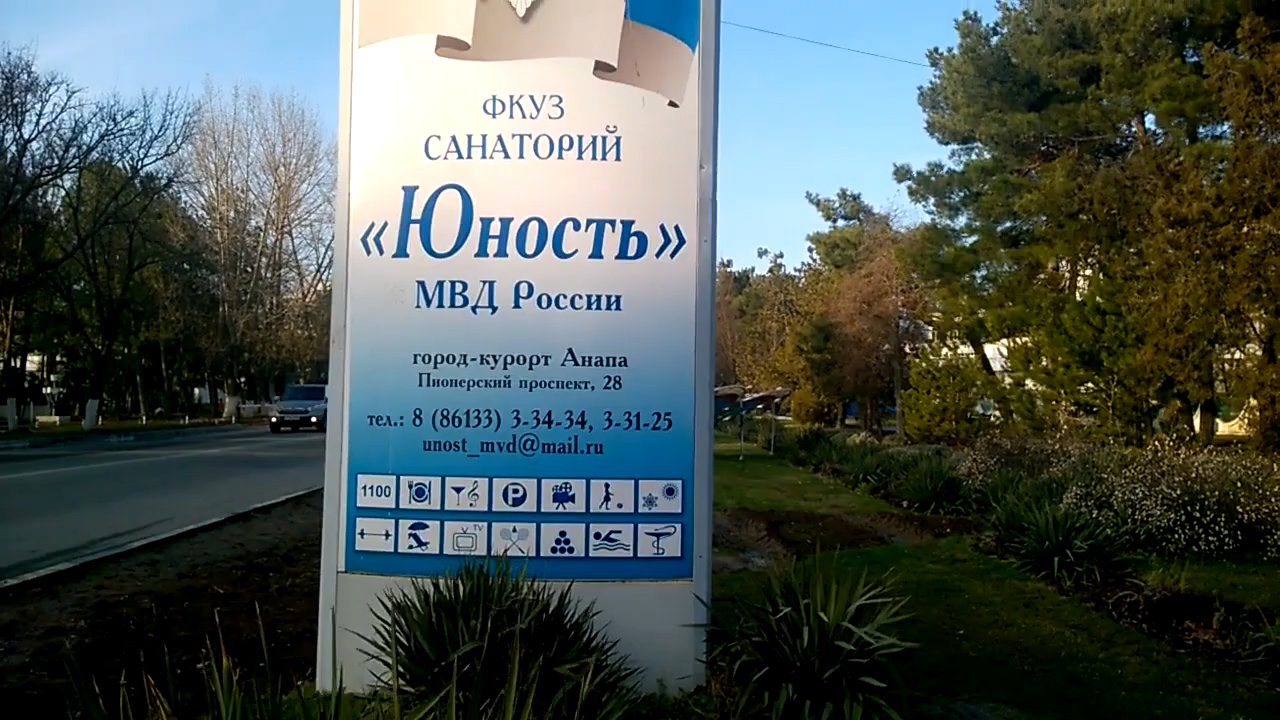 ФКУЗ
САНАТОРИЙ
«Юность»
МВД России
город-курорт Анапа
Пионерский проспект, 28
тел.: 8 (86133) 3-34-34, 3-31-25
unost_mvd@mail.ru
1100
P
TV